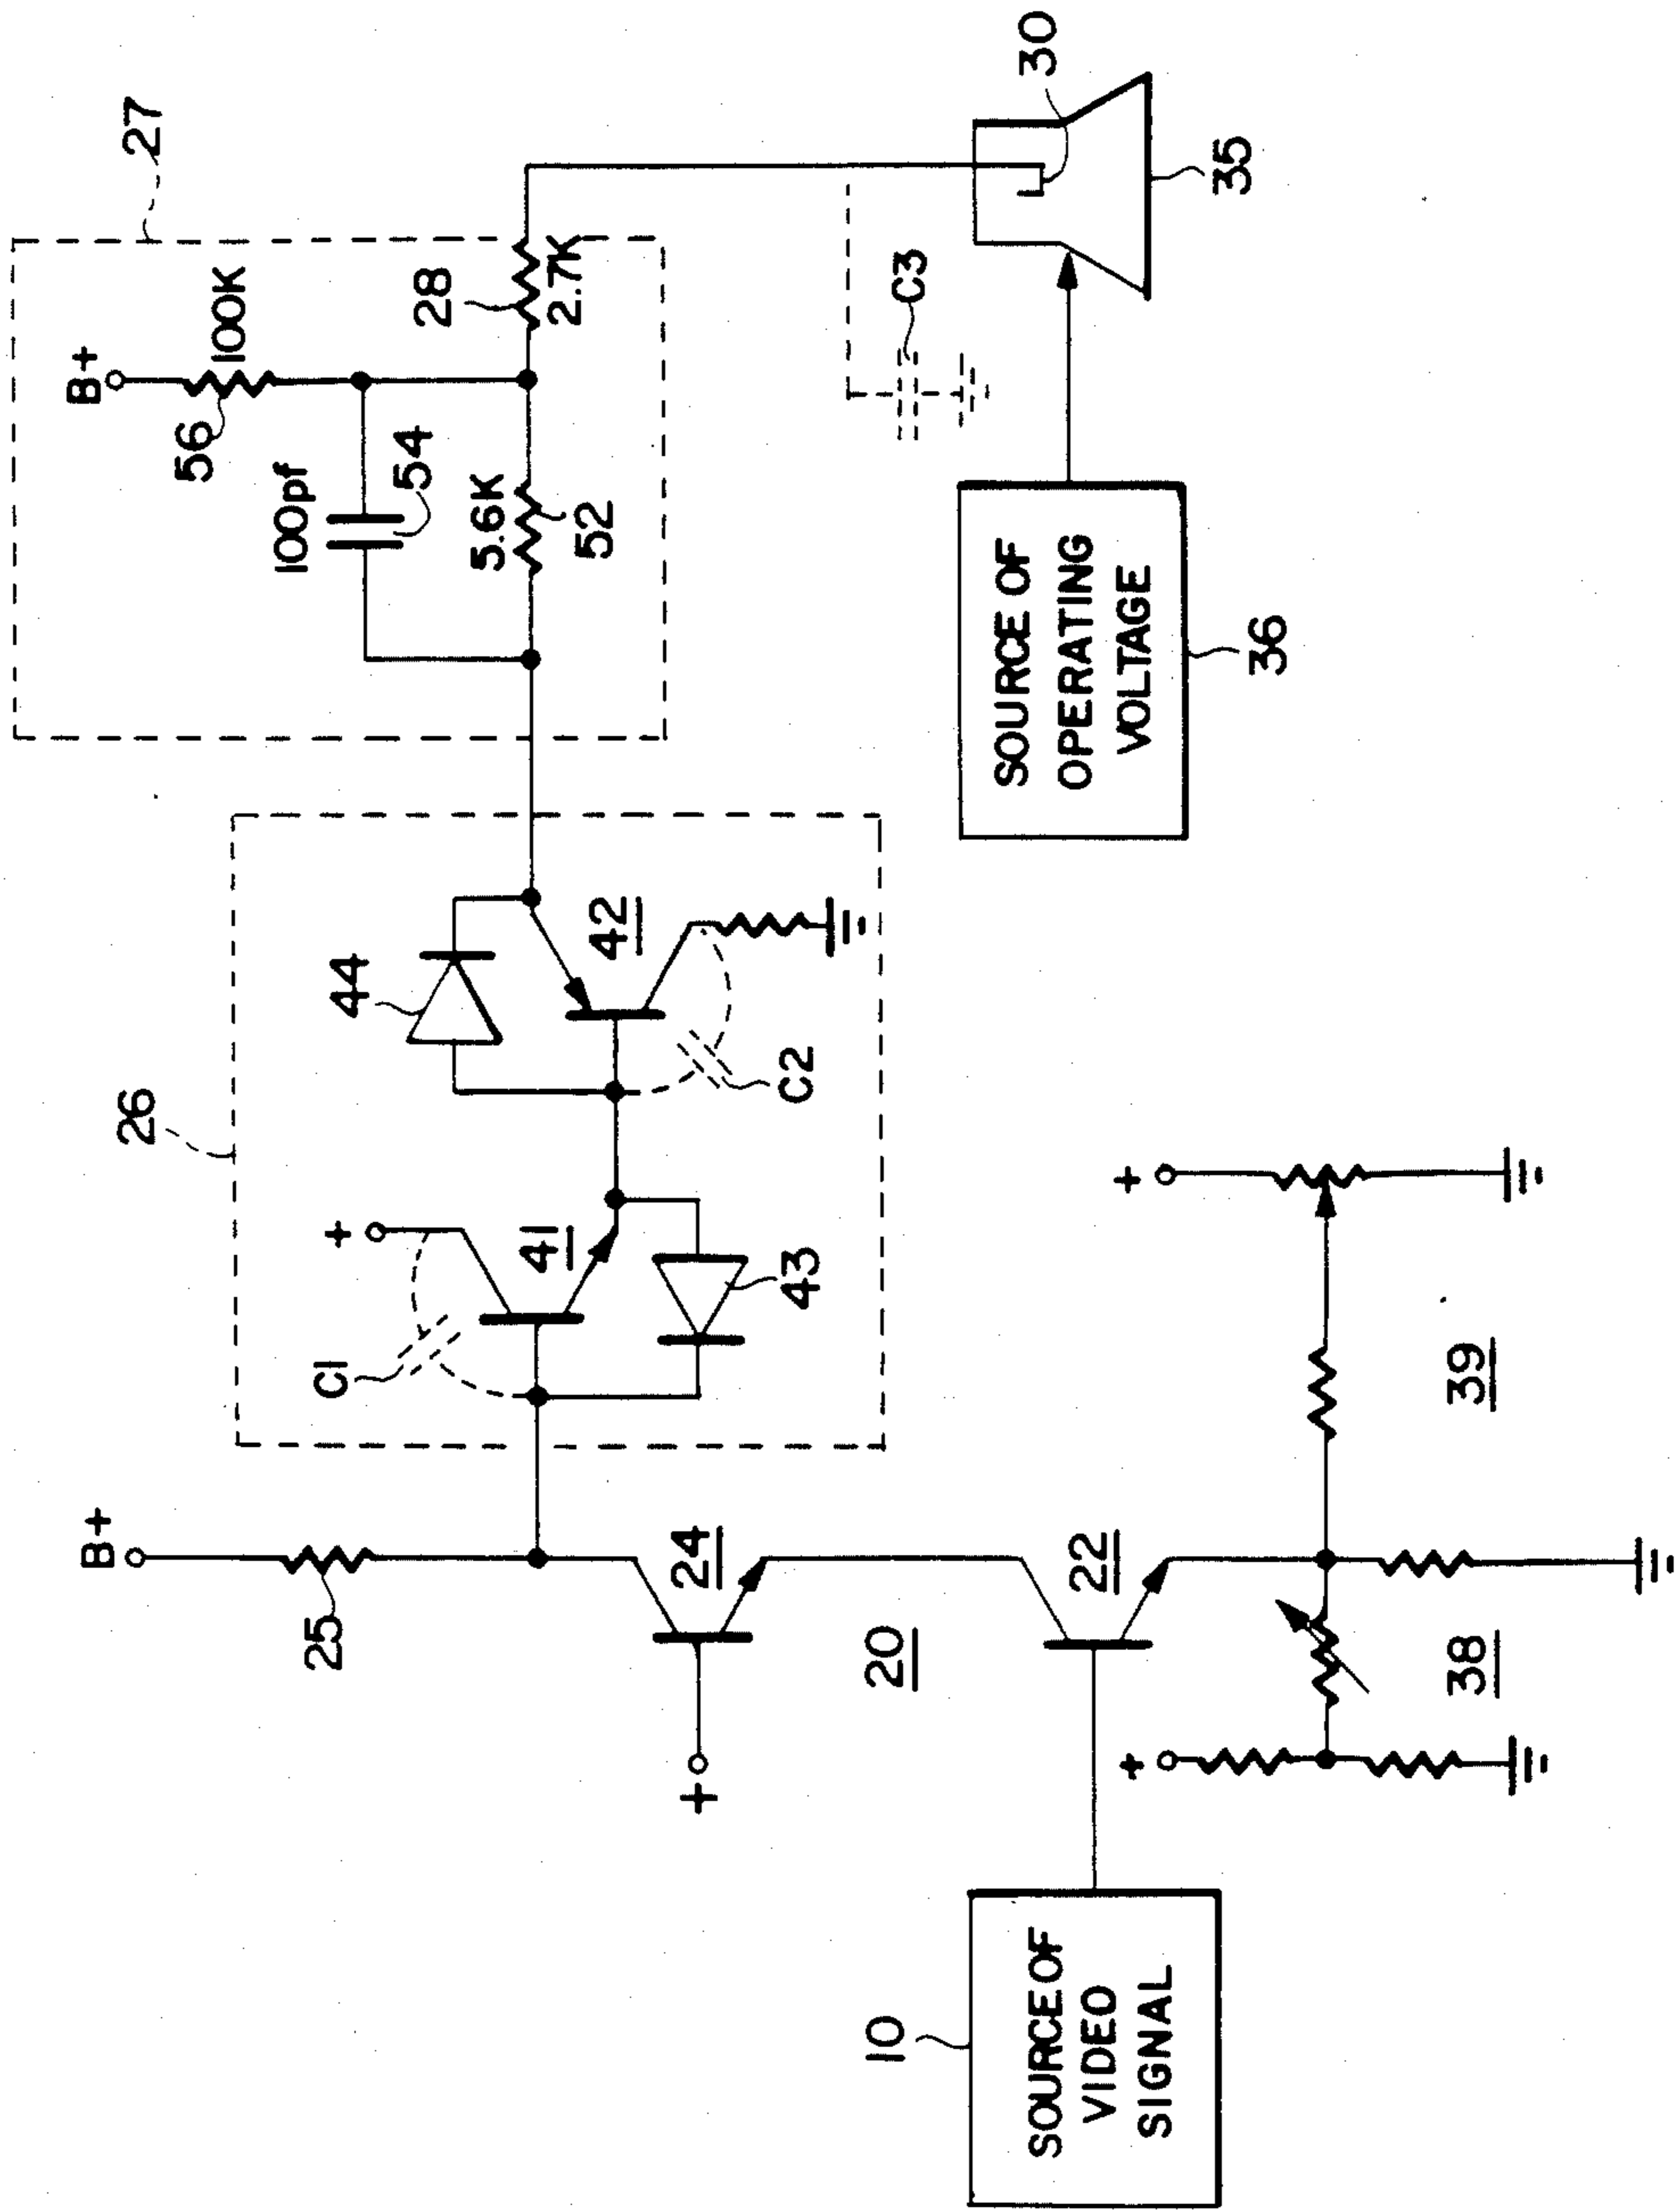 SOURCE OF
VIDEO
SIGNAL
10
B+
25
+
24
20
22
+
38
39
+
26
C1
+
41
43
44
42
C2
27
B+
56
100K
100pf
54
5.6K
52
28
2.7K
C3
30
35
SOURCE OF
OPERATING
VOLTAGE
36